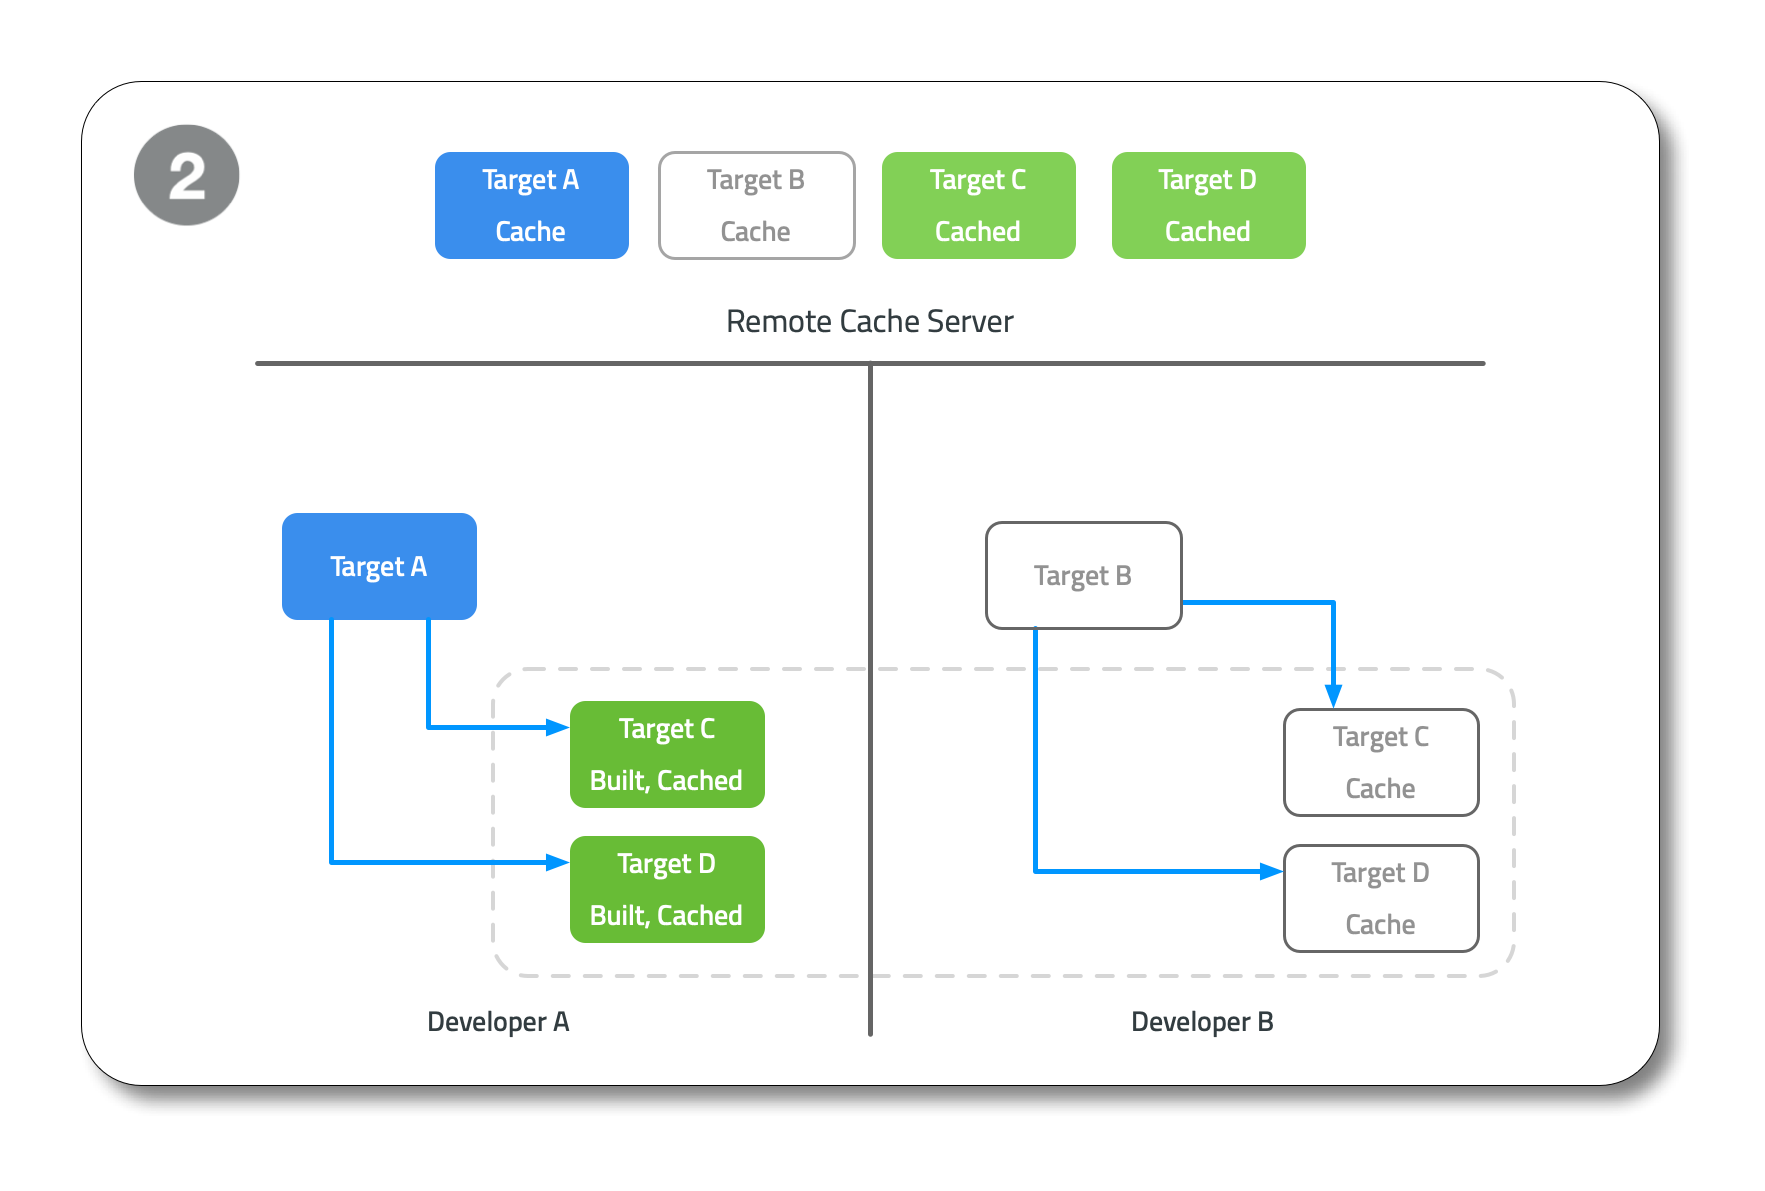 2
Target A
Cache
Target B
Cache
Target C
Cached
Target D
Cached
Remote Cache Server
Target A
Target C
Built, Cached
Target D
Built, Cached
Developer A
Target B
Target C
Cache
Target D
Cache
Developer B